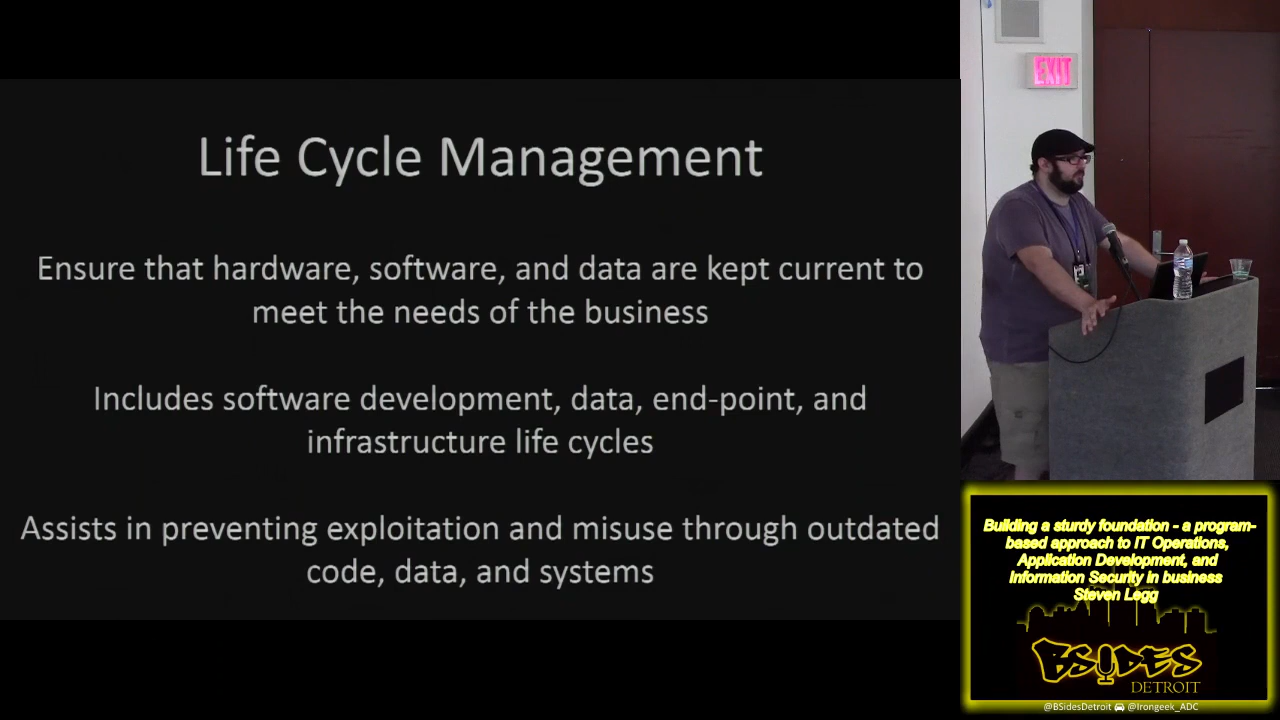 Life Cycle Management
Ensure that hardware, software, and data are kept current to
meet the needs of the business
Includes software development, data, end-point, and
infrastructure life cycles
Assists in preventing exploitation and misuse through outdated
code, data, and systems
EXIT
Building a sturdy foundation - a program-
based approach to IT Operations,
Application Development, and
Information Security in business
Steven Legg
BSIDES
DETROIT
@BSidesDetroit @Irongeek_ADC